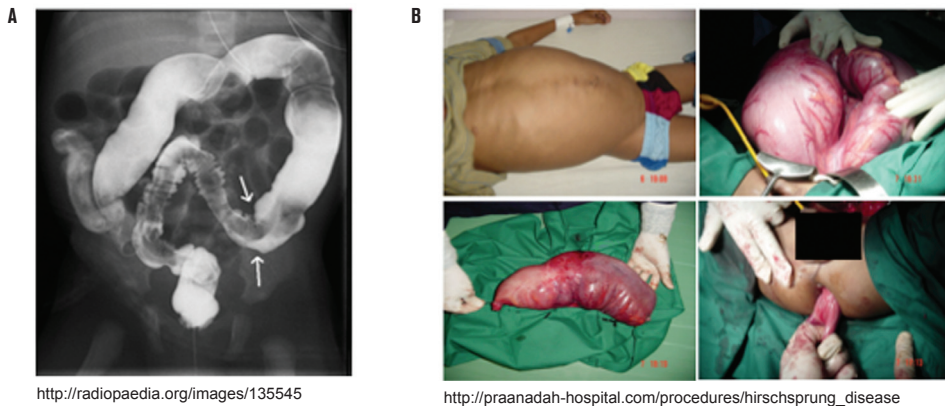 A
B
http://radiopaedia.org/images/135545
http://praanadah-hospital.com/procedures/hirschsprung_disease